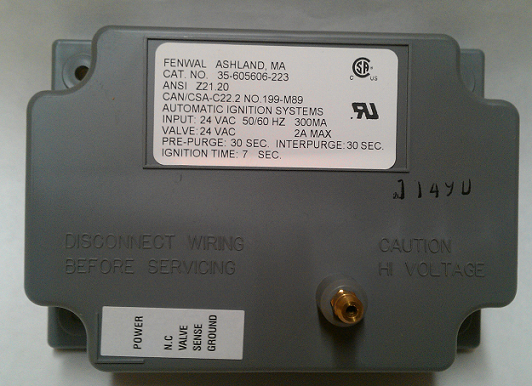 FENWAL ASHLAND, MA
CAT. NO. 35-605606-223
ANSI Z21.20
CAN/CSA-C22.2 NO.199-M89
AUTOMATIC IGNITION SYSTEMS
INPUT: 24 VAC 50/60 HZ 300MA
VALVE: 24 VAC 2A MAX
PRE-PURGE: 30 SEC. INTERPURGE: 30 SEC.
IGNITION TIME: 7 SEC.
C US
DISCONNECT WIRING
BEFORE SERVICING
CAUTION
HI VOLTAGE
POWER
N.C
VALVE
SENSE
GROUND